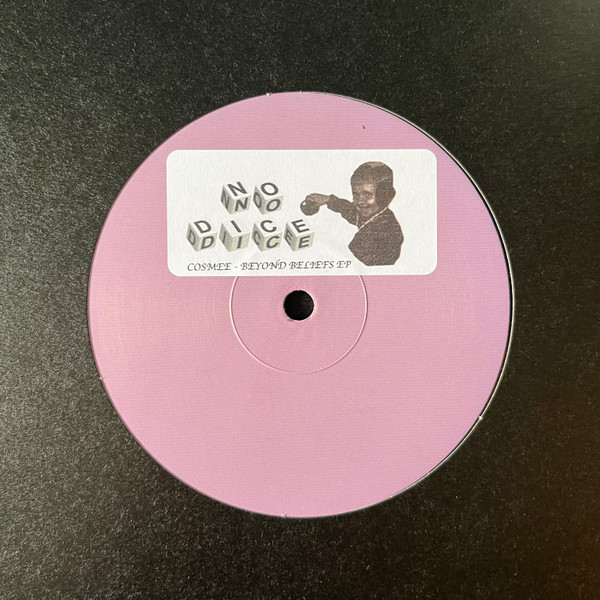 NO
DICE
COSMEE - BEYOND BELIEFS EP